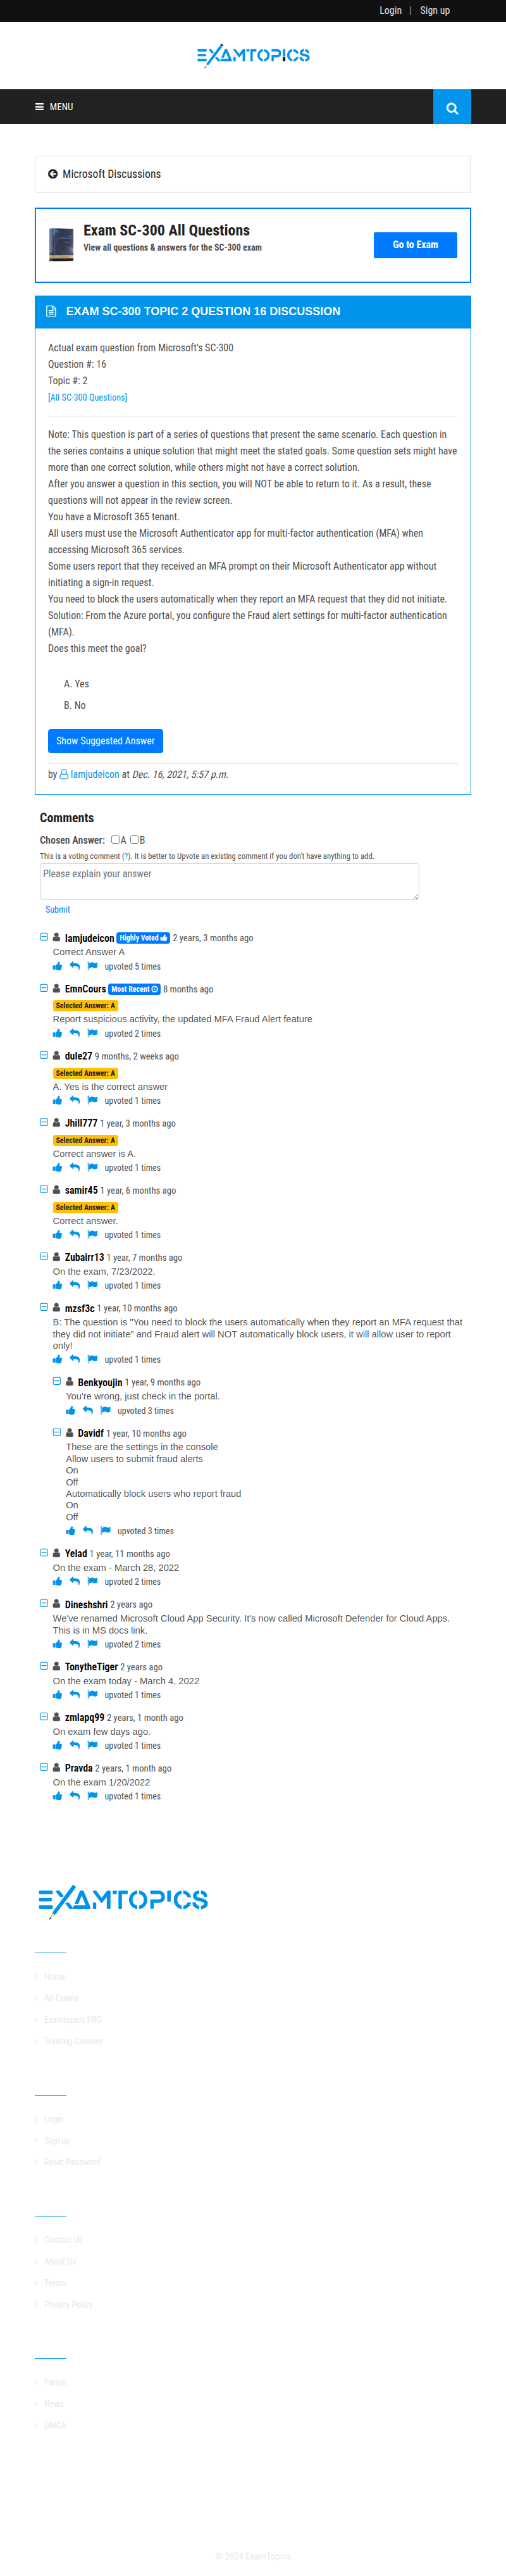 Login | Sign up
EXAMTOPICS
MENU
Microsoft Discussions
Exam SC-300 All Questions
View all questions & answers for the SC-300 exam
Go to Exam
EXAM SC-300 TOPIC 2 QUESTION 16 DISCUSSION
Actual exam question from Microsoft's SC-300
Question #: 16
Topic #: 2
[All SC-300 Questions]
Note: This question is part of a series of questions that present the same scenario. Each question in
the series contains a unique solution that might meet the stated goals. Some question sets might have
more than one correct solution, while others might not have a correct solution.
After you answer a question in this section, you will NOT be able to return to it. As a result, these
questions will not appear in the review screen.
You have a Microsoft 365 tenant.
All users must use the Microsoft Authenticator app for multi-factor authentication (MFA) when
accessing Microsoft 365 services.
Some users report that they received an MFA prompt on their Microsoft Authenticator app without
initiating a sign-in request.
You need to block the users automatically when they report an MFA request that they did not initiate.
Solution: From the Azure portal, you configure the Fraud alert settings for multi-factor authentication
(MFA).
Does this meet the goal?
A. Yes
B. No
Show Suggested Answer
by Iamjudeicon at Dec. 16, 2021, 5:57 p.m.
Comments
Chosen Answer: A B
This is a voting comment (?). It is better to Upvote an existing comment if you don't have anything to add.
Please explain your answer
Submit
Iamjudeicon Highly Voted 2 years, 3 months ago
Correct Answer A
upvoted 5 times
EmnCours Most Recent 8 months ago
Selected Answer: A
Report suspicious activity, the updated MFA Fraud Alert feature
upvoted 2 times
dule27 9 months, 2 weeks ago
Selected Answer: A
A. Yes is the correct answer
upvoted 1 times
Jhill777 1 year, 3 months ago
Selected Answer: A
Correct answer is A.
upvoted 1 times
samir45 1 year, 6 months ago
Selected Answer: A
Correct answer.
upvoted 1 times
Zubairr13 1 year, 7 months ago
On the exam, 7/23/2022.
upvoted 1 times
mzsf3c 1 year, 10 months ago
B: The question is "You need to block the users automatically when they report an MFA request that
they did not initiate" and Fraud alert will NOT automatically block users, it will allow user to report
only!
upvoted 1 times
Benkyoujin 1 year, 9 months ago
You're wrong, just check in the portal.
upvoted 3 times
Davidf 1 year, 10 months ago
These are the settings in the console
Allow users to submit fraud alerts
On
Off
Automatically block users who report fraud
On
Off
upvoted 3 times
Yelad 1 year, 11 months ago
On the exam - March 28, 2022
upvoted 2 times
Dineshshri 2 years ago
We've renamed Microsoft Cloud App Security. It's now called Microsoft Defender for Cloud Apps.
This is in MS docs link.
upvoted 2 times
TonytheTiger 2 years ago
On the exam today - March 4, 2022
upvoted 1 times
zmlapq99 2 years, 1 month ago
On exam few days ago.
upvoted 1 times
Pravda 2 years, 1 month ago
On the exam 1/20/2022
upvoted 1 times
EXAMTOPICS
Home
All Exams
Examtopics PRO
Training Courses
Login
Sign up
Reset Password
Contact Us
About Us
Terms
Privacy Policy
Forum
News
DMCA
© 2024 ExamTopics